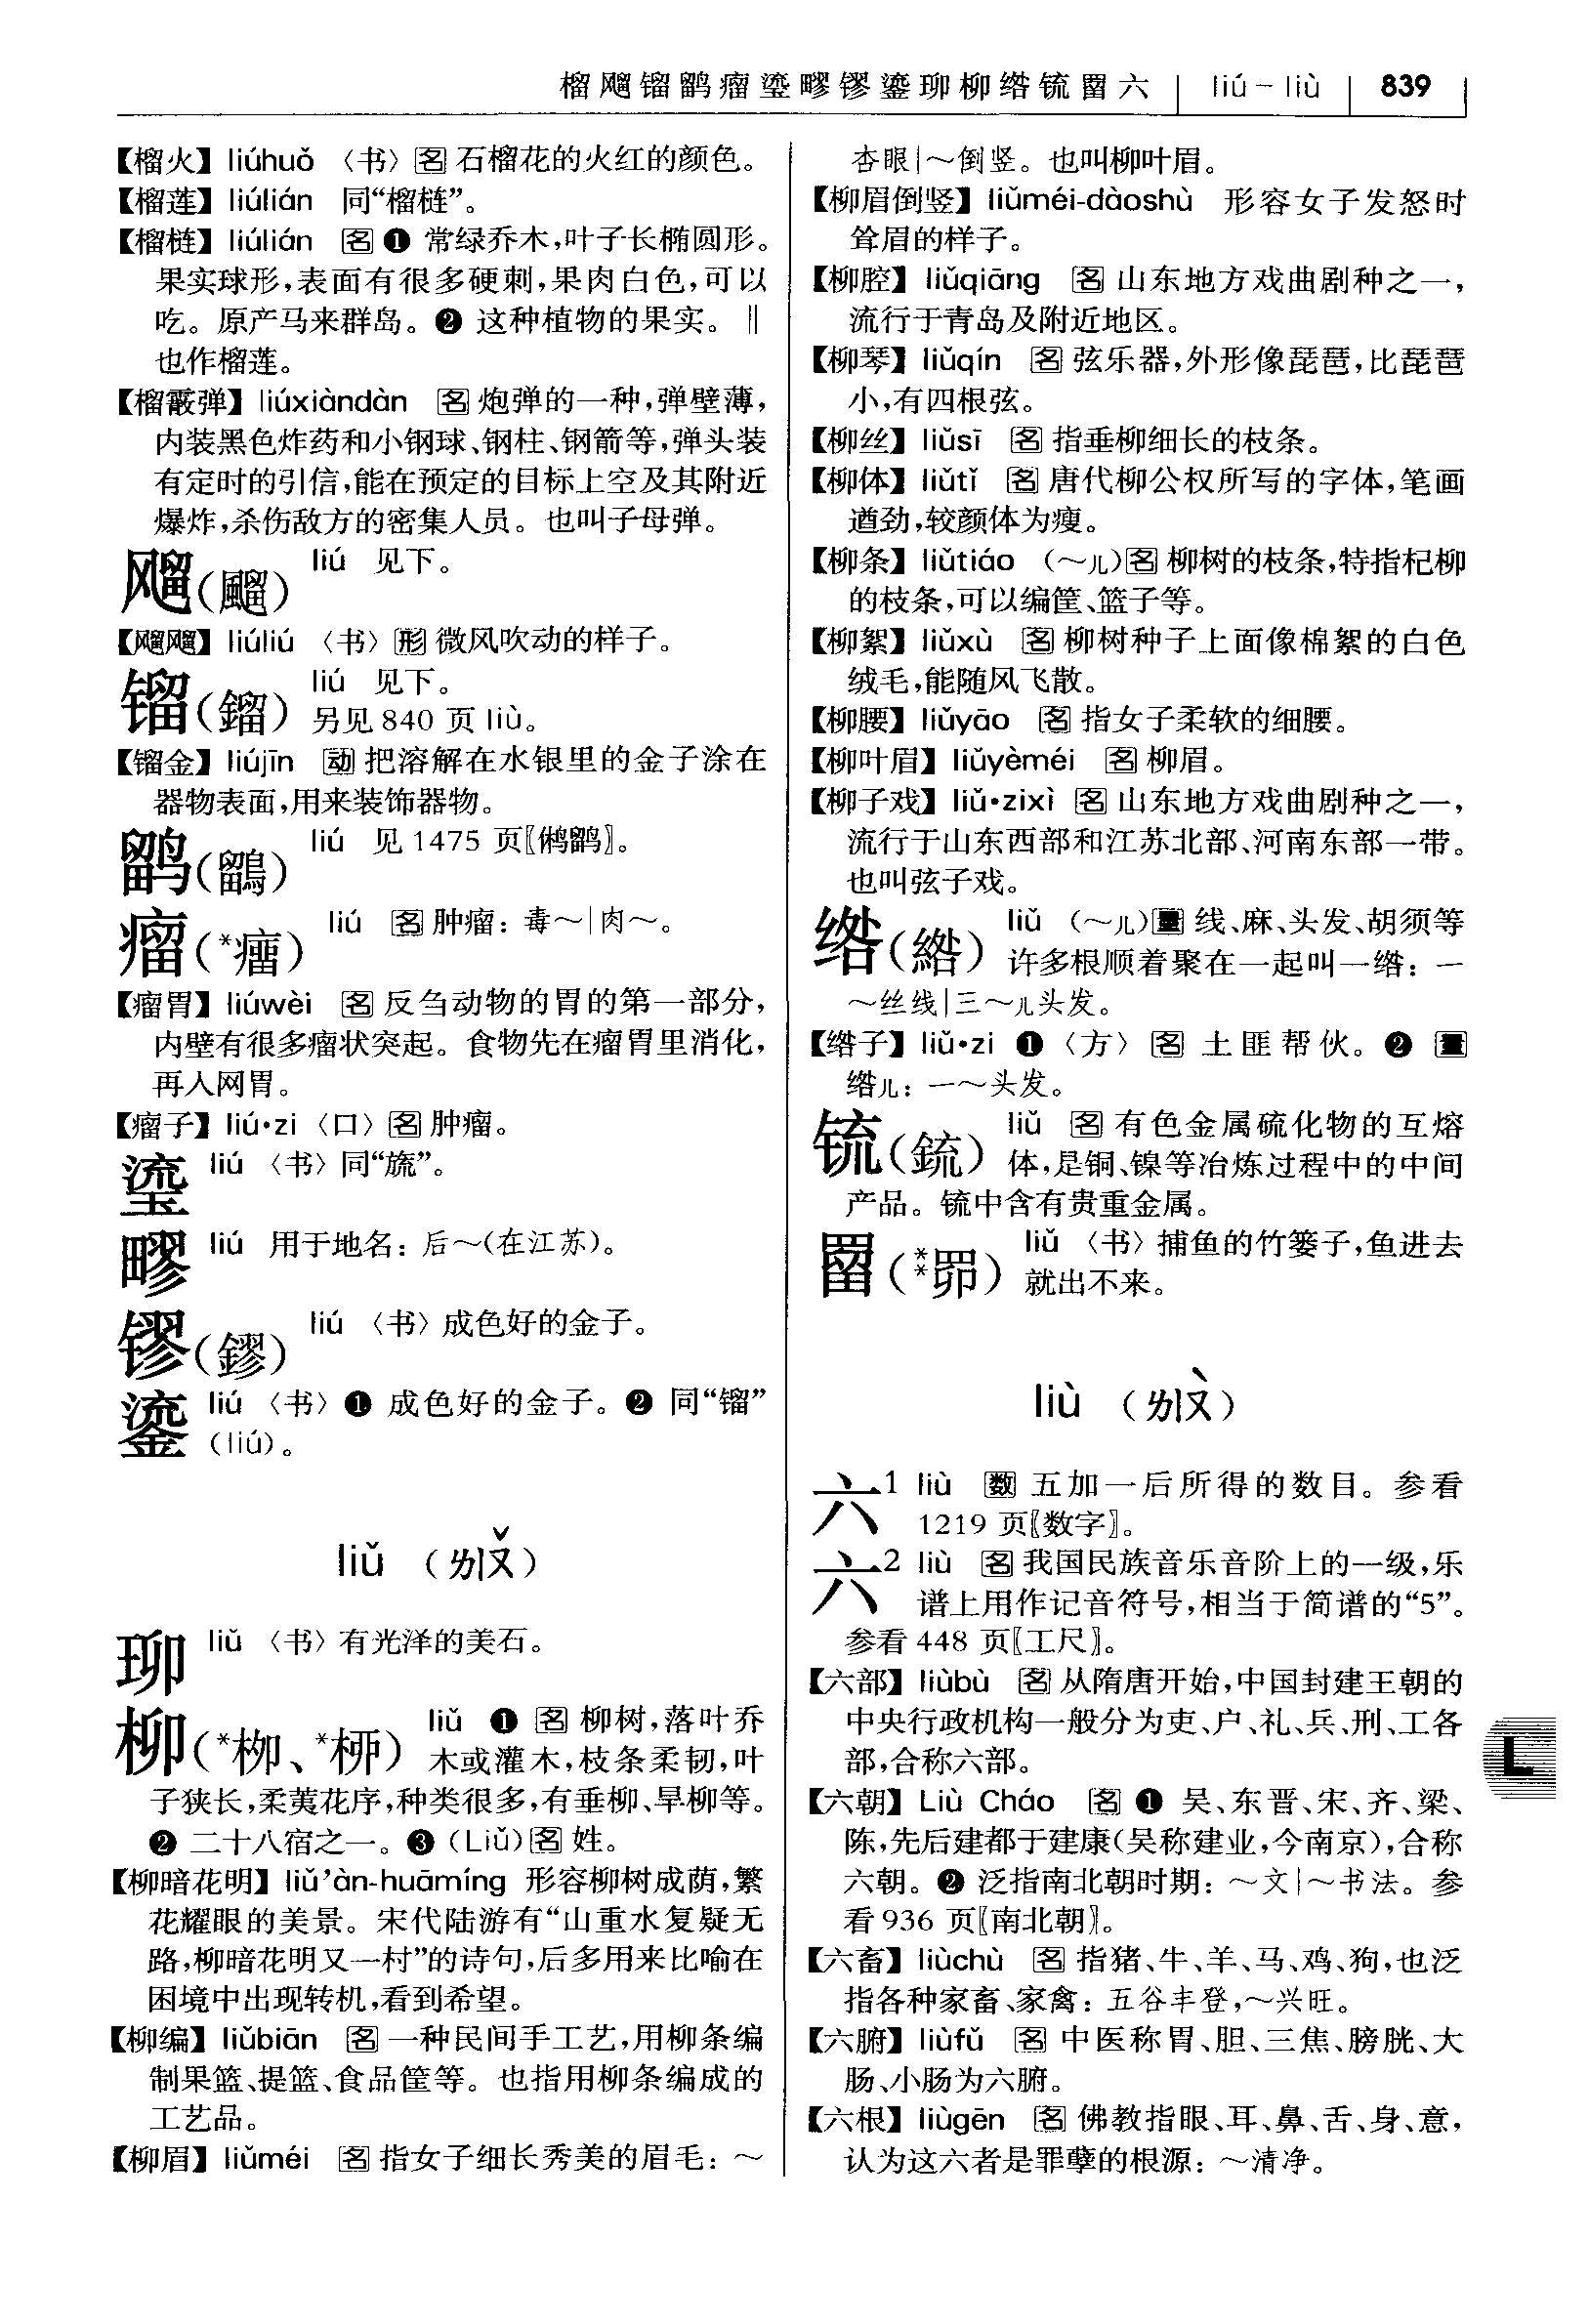 榴飗镏鹠瘤瑬疁镠鎏珋柳绺锍罶六 liú－liù 839
【榴火】 liúhuǒ 〈书〉 名 石榴花的火红的颜色。
【榴莲】 liúlián 同“榴梿”。
【榴梿】 liúlián 名 ❶ 常绿乔木,叶子长椭圆形。
果实球形,表面有很多硬刺,果肉白色,可以
吃。原产马来群岛。❷ 这种植物的果实。‖
也作榴莲。
【榴霰弹】 liúxiàndàn 名 炮弹的一种,弹壁薄,
内装黑色炸药和小钢球、钢柱、钢箭等,弹头装
有定时的引信,能在预定的目标上空及其附近
爆炸,杀伤敌方的密集人员。也叫子母弹。
飗(飀) liú 见下。
【飗飗】 liúliú 〈书〉 形 微风吹动的样子。
镏(鎦) liú 见下。
另见 840 页 liù。
【镏金】 liújīn 动 把溶解在水银里的金子涂在
器物表面,用来装饰器物。
鹠(鶹) liú 见 1475 页〖鸺鹠〗。
瘤(*癅) liú 名 肿瘤：毒～|肉～。
【瘤胃】 liúwèi 名 反刍动物的胃的第一部分,
内壁有很多瘤状突起。食物先在瘤胃里消化,
再入网胃。
【瘤子】 liú•zi 〈口〉 名 肿瘤。
瑬 liú 〈书〉同“旒”。
疁 liú 用于地名：后～(在江苏)。
镠(鏐) liú 〈书〉成色好的金子。
鎏 liú 〈书〉❶ 成色好的金子。❷ 同“镏”
(liú)。
liǔ （ㄌㄧㄡˇ）
珋 liǔ 〈书〉有光泽的美石。
柳(*栁、*桺) liǔ ❶ 名 柳树,落叶乔
木或灌木,枝条柔韧,叶
子狭长,柔荑花序,种类很多,有垂柳、旱柳等。
❷ 二十八宿之一。❸ (Liǔ) 名 姓。
【柳暗花明】 liǔ’àn-huāmíng 形容柳树成荫,繁
花耀眼的美景。宋代陆游有“山重水复疑无
路,柳暗花明又一村”的诗句,后多用来比喻在
困境中出现转机,看到希望。
【柳编】 liǔbiān 名 一种民间手工艺,用柳条编
制果篮、提篮、食品筐等。也指用柳条编成的
工艺品。
【柳眉】 liǔméi 名 指女子细长秀美的眉毛：～
杏眼|～倒竖。也叫柳叶眉。
【柳眉倒竖】 liǔméi-dàoshù 形容女子发怒时
耸眉的样子。
【柳腔】 liǔqiāng 名 山东地方戏曲剧种之一,
流行于青岛及附近地区。
【柳琴】 liǔqín 名 弦乐器,外形像琵琶,比琵琶
小,有四根弦。
【柳丝】 liǔsī 名 指垂柳细长的枝条。
【柳体】 liǔtǐ 名 唐代柳公权所写的字体,笔画
遒劲,较颜体为瘦。
【柳条】 liǔtiáo （～儿）名 柳树的枝条,特指杞柳
的枝条,可以编筐、篮子等。
【柳絮】 liǔxù 名 柳树种子上面像棉絮的白色
绒毛,能随风飞散。
【柳腰】 liǔyāo 名 指女子柔软的细腰。
【柳叶眉】 liǔyèméi 名 柳眉。
【柳子戏】 liǔ•zixì 名 山东地方戏曲剧种之一,
流行于山东西部和江苏北部、河南东部一带。
也叫弦子戏。
绺(綹) liǔ （～儿）量 线、麻、头发、胡须等
许多根顺着聚在一起叫一绺：一
～丝线|三～儿头发。
【绺子】 liǔ•zi ❶〈方〉 名 土匪帮伙。❷ 量
绺儿：一～头发。
锍(鋶) liǔ 名 有色金属硫化物的互熔
体,是铜、镍等冶炼过程中的中间
产品。锍中含有贵重金属。
罶(**罶) liǔ 〈书〉捕鱼的竹篓子,鱼进去
就出不来。
liù （ㄌㄧㄡˋ）
六1 liù 数 五加一后所得的数目。参看
1219 页〖数字〗。
六2 liù 名 我国民族音乐音阶上的一级,乐
谱上用作记音符号,相当于简谱的“5”。
参看 448 页〖工尺〗。
【六部】 liùbù 名 从隋唐开始,中国封建王朝的
中央行政机构一般分为吏、户、礼、兵、刑、工各
部,合称六部。
【六朝】 Liù Cháo 名 ❶ 吴、东晋、宋、齐、梁、
陈,先后建都于建康(吴称建业,今南京),合称
六朝。❷ 泛指南北朝时期：～文|～书法。参
看 936 页〖南北朝〗。
【六畜】 liùchù 名 指猪、牛、羊、马、鸡、狗,也泛
指各种家畜、家禽：五谷丰登,～兴旺。
【六腑】 liùfǔ 名 中医称胃、胆、三焦、膀胱、大
肠、小肠为六腑。
【六根】 liùgēn 名 佛教指眼、耳、鼻、舌、身、意,
认为这六者是罪孽的根源：～清净。
L